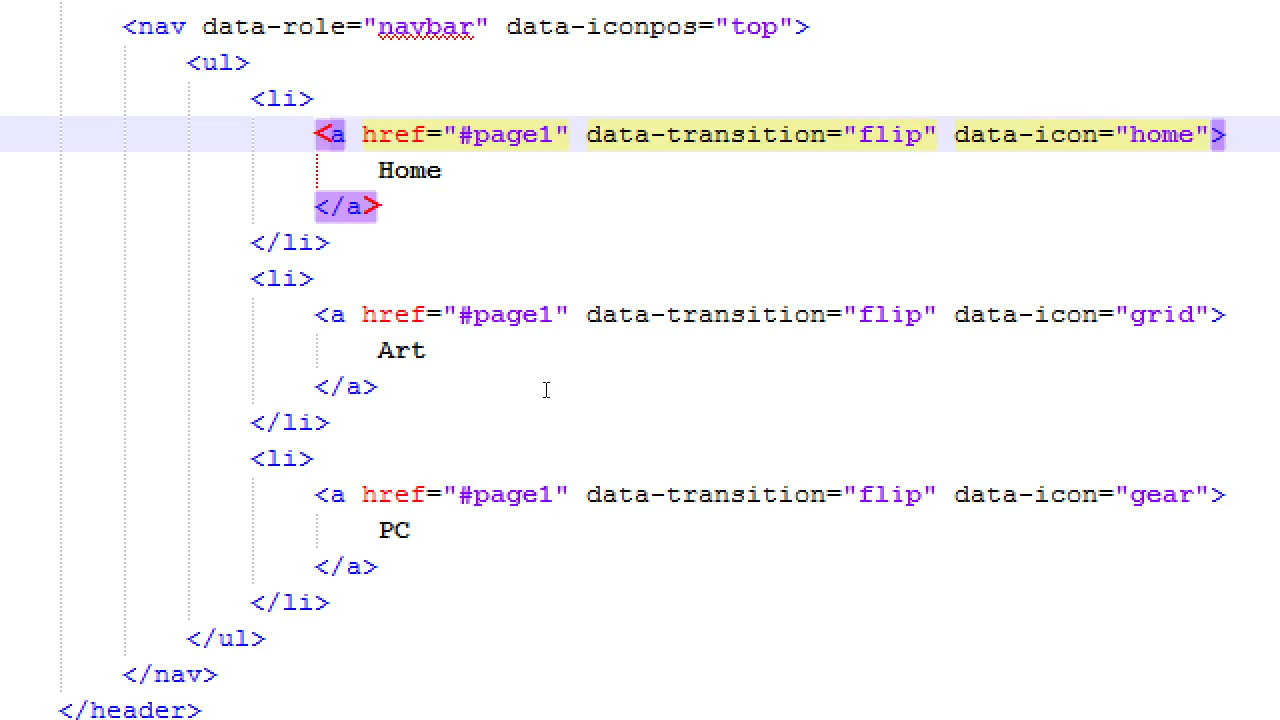 <nav data-role="navbar" data-iconpos="top">
<ul>
<li>
<a href="#page1" data-transition="flip" data-icon="home">
Home
</a>
</li>
<li>
<a href="#page1" data-transition="flip" data-icon="grid">
Art
</a>
</li>
<li>
<a href="#page1" data-transition="flip" data-icon="gear">
PC
</a>
</li>
</ul>
</nav>
</header>